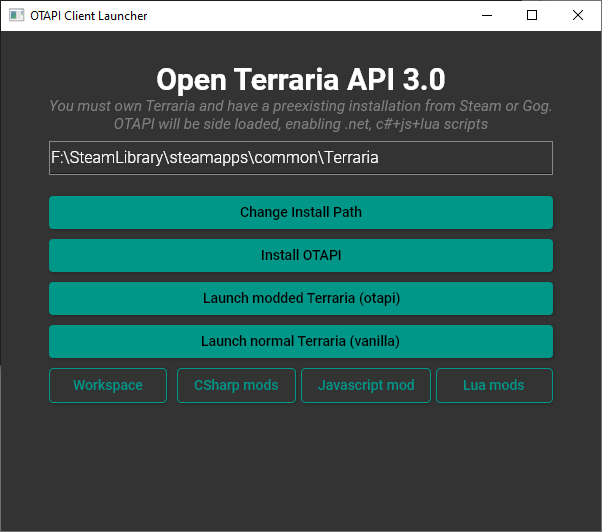 OTAPI Client Launcher
Open Terraria API 3.0
You must own Terraria and have a preexisting installation from Steam or Gog.
OTAPI will be side loaded, enabling .net, c#+js+lua scripts
F:\SteamLibrary\steamapps\common\Terraria
Change Install Path
Install OTAPI
Launch modded Terraria (otapi)
Launch normal Terraria (vanilla)
Workspace CSharp mods Javascript mod Lua mods